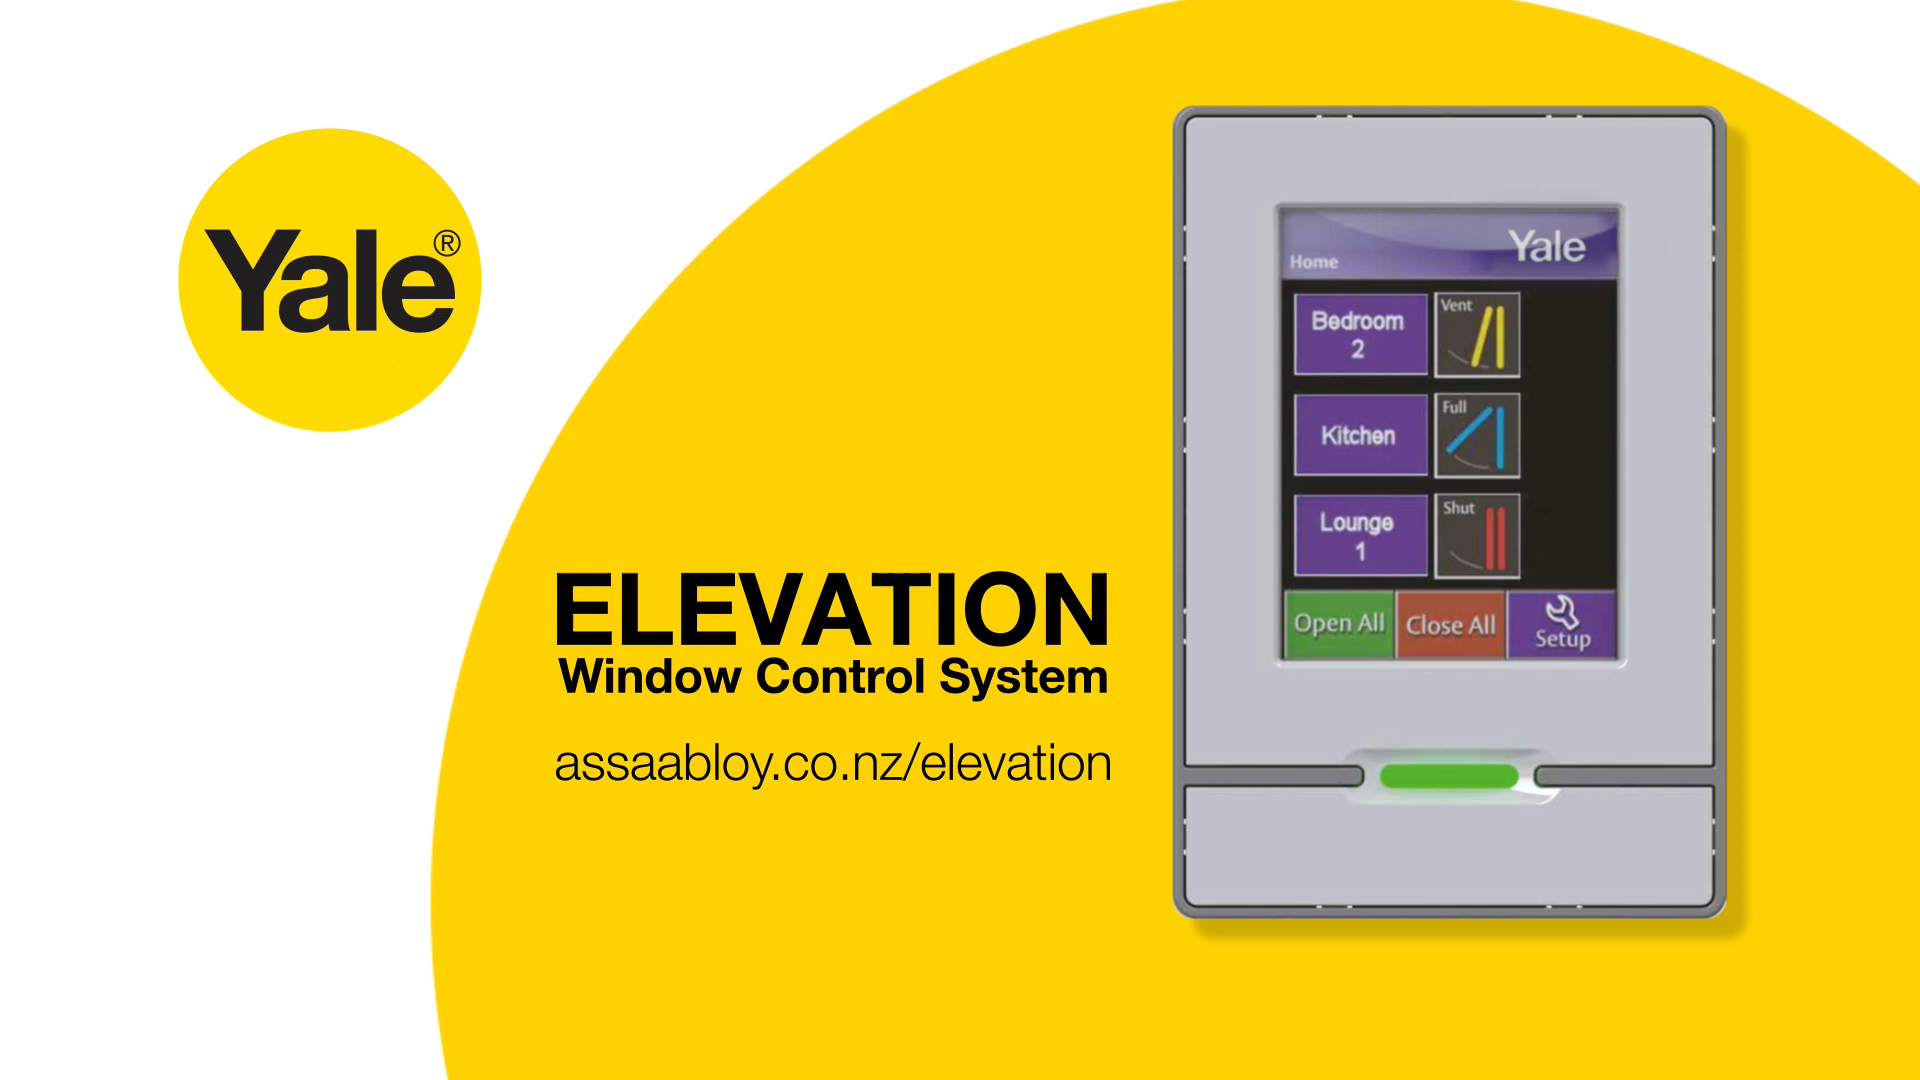 Yale®
ELEVATION
Window Control System
assaabloy.co.nz/elevation
Yale
Home
Bedroom
2
Vent
Kitchen
Full
Lounge
1
Shut
Open All
Close All
Setup